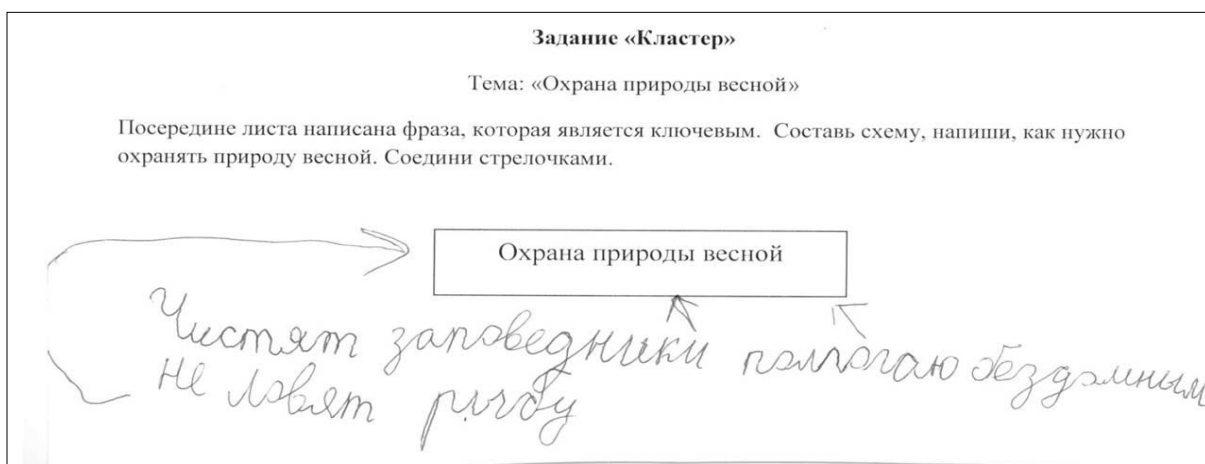 Задание «Кластер»
Тема: «Охрана природы весной»
Посередине листа написана фраза, которая является ключевым. Составь схему, напиши, как нужно
охранять природу весной. Соедини стрелочками.
Охрана природы весной
Чистят заповедники помогаю бездомным
не ловят рыбу